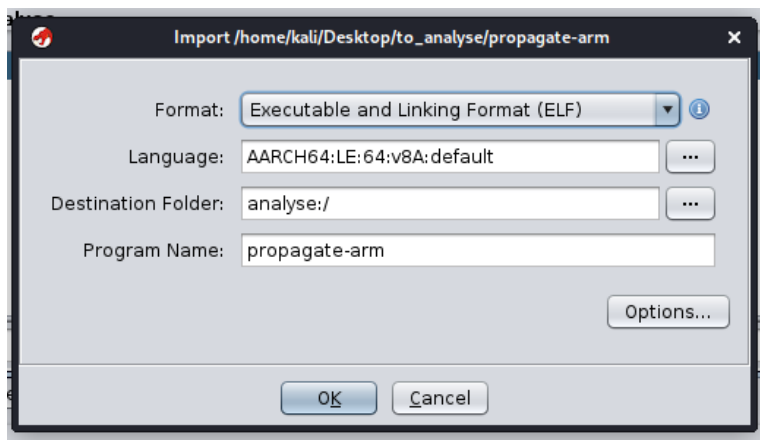 Import /home/kali/Desktop/to_analyse/propagate-arm
Format: Executable and Linking Format (ELF)
Language: AARCH64:LE:64:v8A:default ...
Destination Folder: analyse:/ ...
Program Name: propagate-arm
Options...
OK Cancel